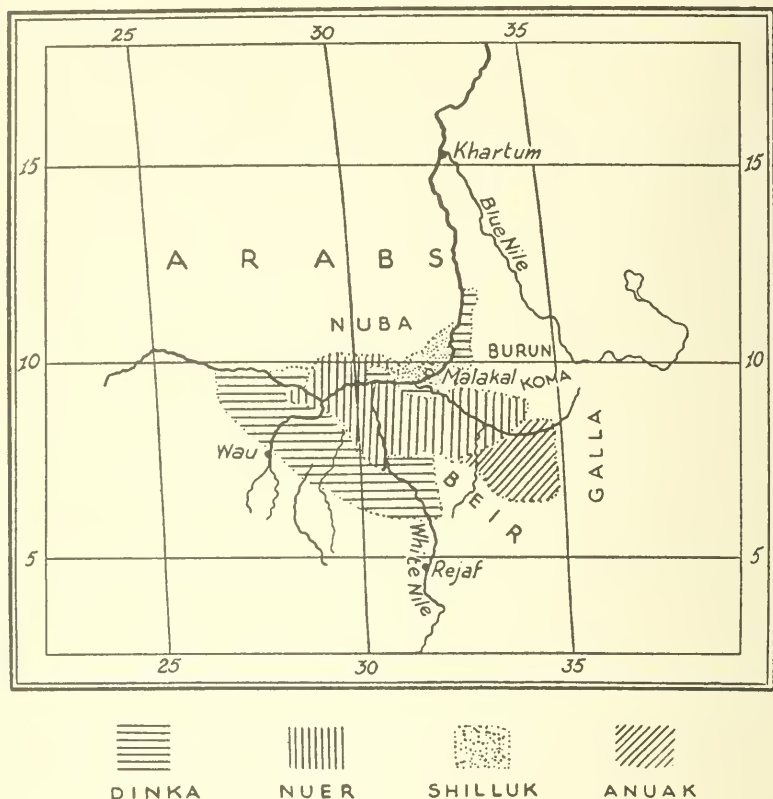 25 30 35
15 Khartum 15
Blue Nile
ARABS
NUBA
BURUN
10 Malakal KOMA 10
Wau
GALLA
BEIR
White Nile
5 Rejaf 5
25 30 35
DINKA NUER SHILLUK ANUAK